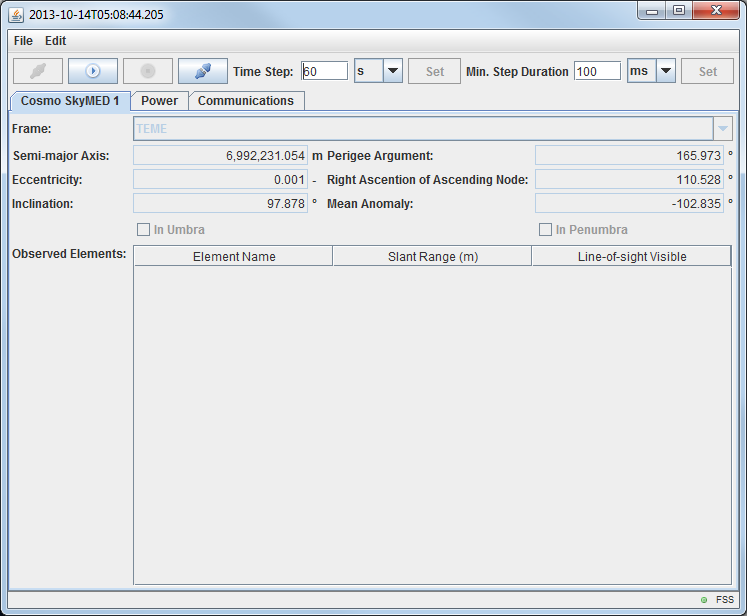 2013-10-14T05:08:44.205
File Edit
Time Step: 60 s Set Min. Step Duration 100 ms Set
Cosmo SkyMED 1 Power Communications
Frame: TEME
Semi-major Axis: 6,992,231.054 m Perigee Argument: 165.973 °
Eccentricity: 0.001 - Right Ascention of Ascending Node: 110.528 °
Inclination: 97.878 ° Mean Anomaly: -102.835 °
In Umbra In Penumbra
Observed Elements: Element Name Slant Range (m) Line-of-sight Visible
FSS